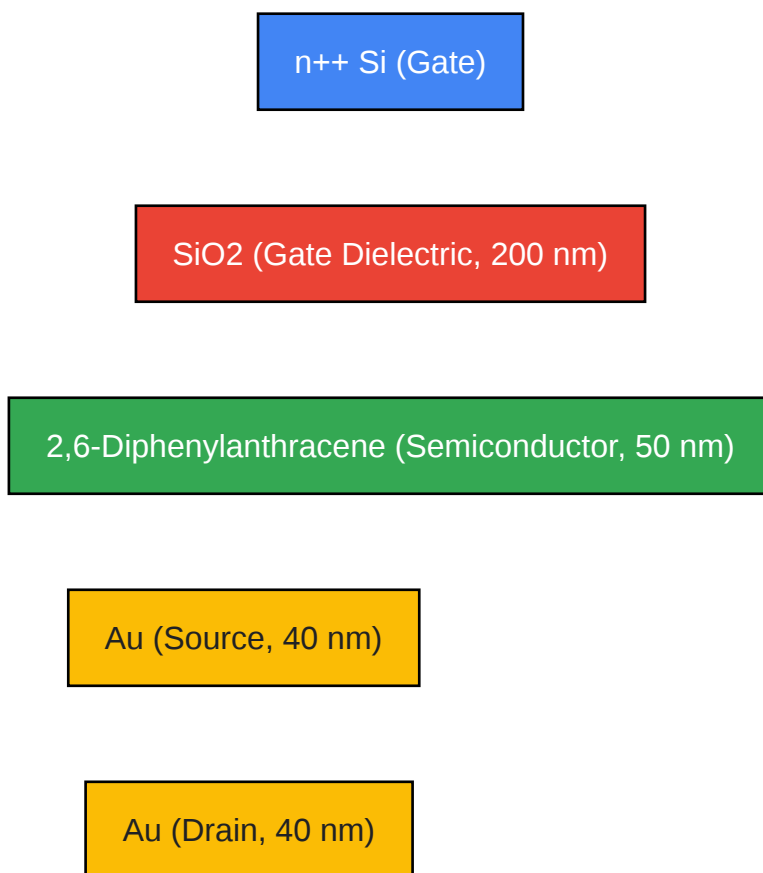 n++ Si (Gate)
SiO2 (Gate Dielectric, 200 nm)
2,6-Diphenylanthracene (Semiconductor, 50 nm)
Au (Source, 40 nm)
Au (Drain, 40 nm)